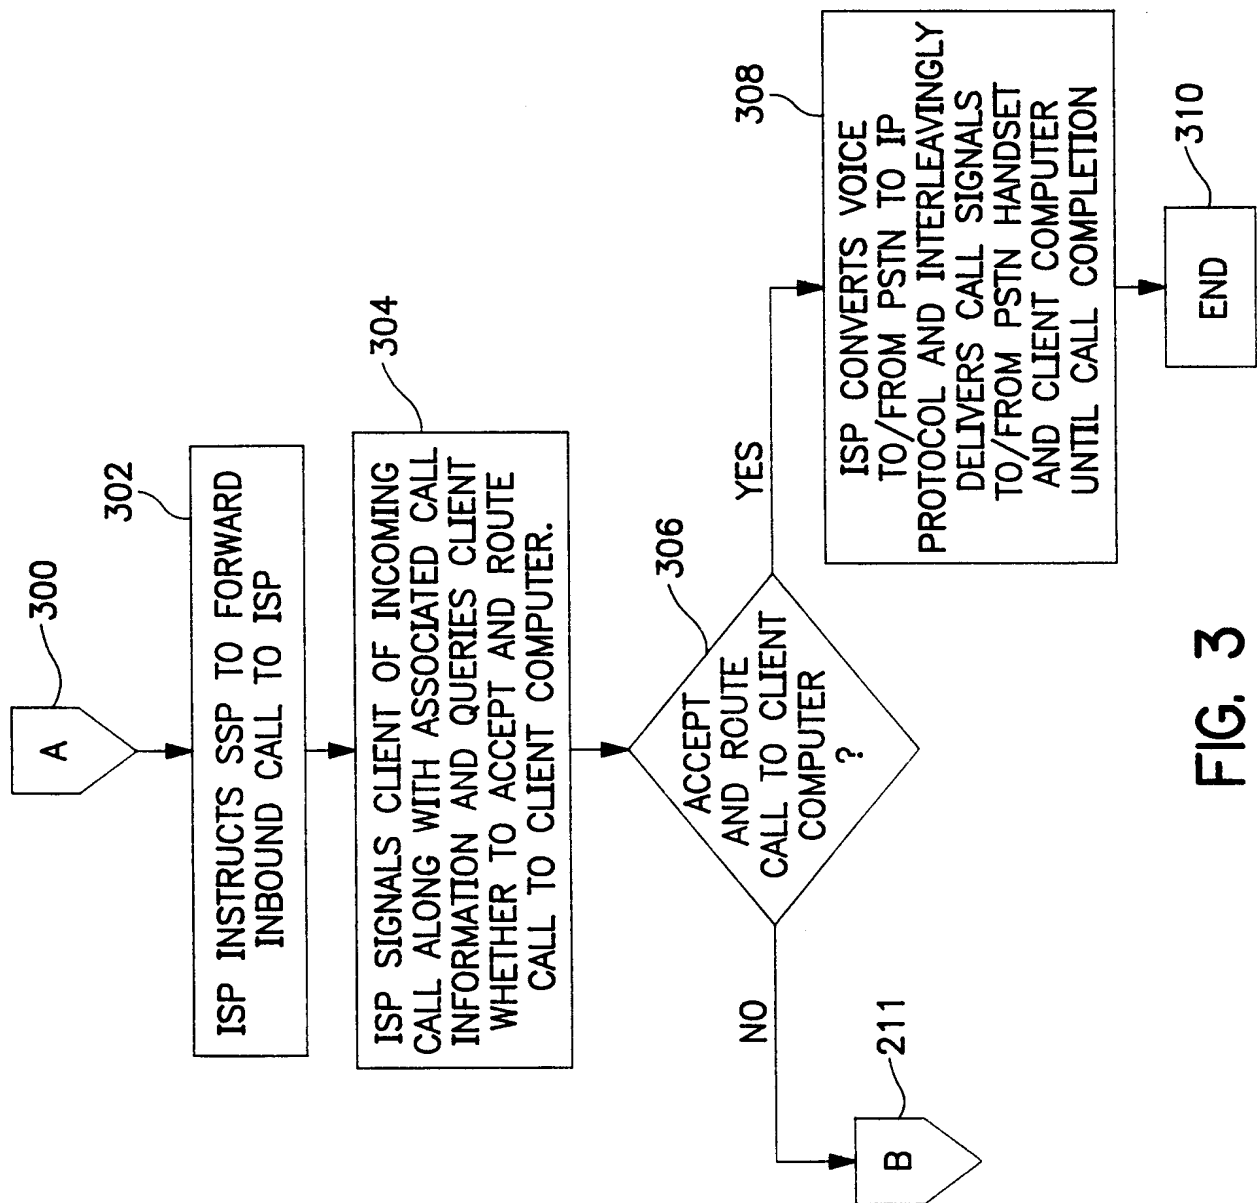 A
300
302
ISP INSTRUCTS SSP TO FORWARD
INBOUND CALL TO ISP
304
ISP SIGNALS CLIENT OF INCOMING
CALL ALONG WITH ASSOCIATED CALL
INFORMATION AND QUERIES CLIENT
WHETHER TO ACCEPT AND ROUTE
CALL TO CLIENT COMPUTER.
306
ACCEPT
AND ROUTE
CALL TO CLIENT
COMPUTER
?
NO
YES
211
B
308
ISP CONVERTS VOICE
TO/FROM PSTN TO IP
PROTOCOL AND INTERLEAVINGLY
DELIVERS CALL SIGNALS
TO/FROM PSTN HANDSET
AND CLIENT COMPUTER
UNTIL CALL COMPLETION
310
END
FIG. 3